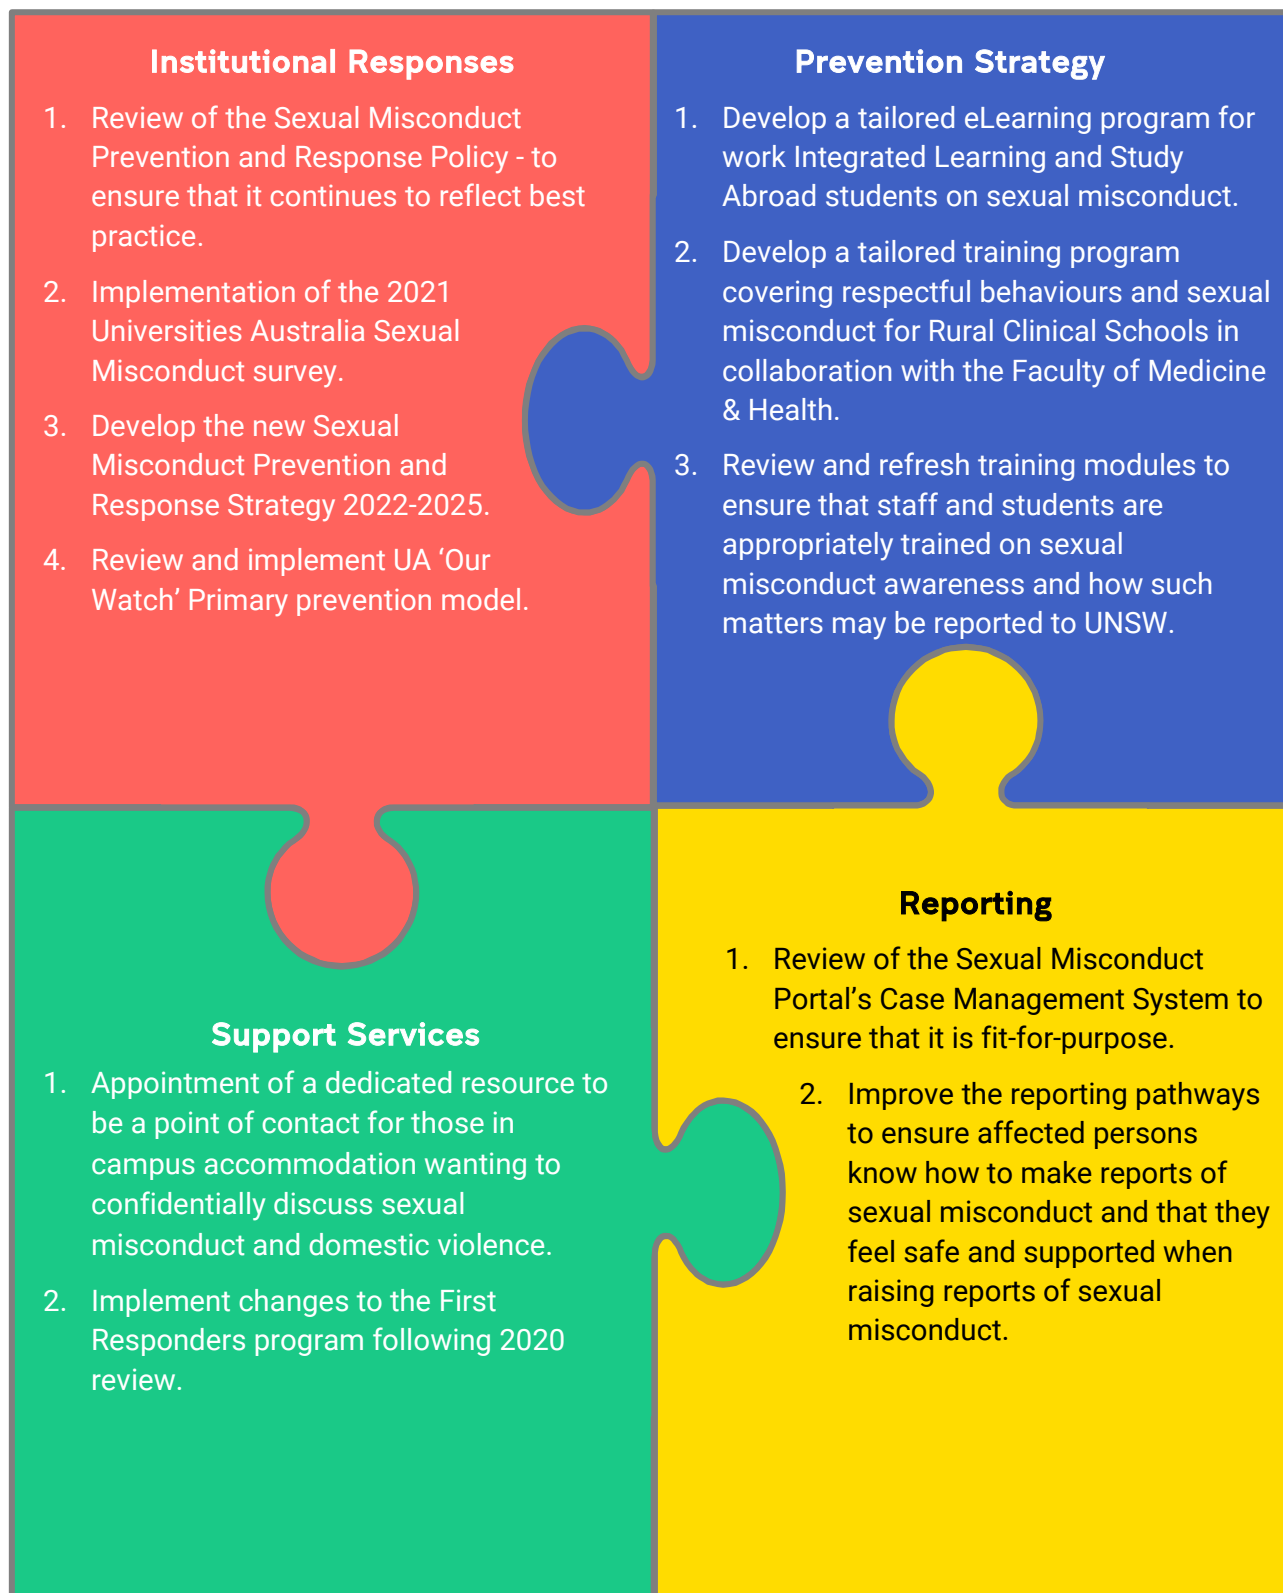 Institutional Responses
1. Review of the Sexual Misconduct
Prevention and Response Policy - to
ensure that it continues to reflect best
practice.
2. Implementation of the 2021
Universities Australia Sexual
Misconduct survey.
3. Develop the new Sexual
Misconduct Prevention and
Response Strategy 2022-2025.
4. Review and implement UA ‘Our
Watch’ Primary prevention model.
Prevention Strategy
1. Develop a tailored eLearning program for
work Integrated Learning and Study
Abroad students on sexual misconduct.
2. Develop a tailored training program
covering respectful behaviours and sexual
misconduct for Rural Clinical Schools in
collaboration with the Faculty of Medicine
& Health.
3. Review and refresh training modules to
ensure that staff and students are
appropriately trained on sexual
misconduct awareness and how such
matters may be reported to UNSW.
Support Services
1. Appointment of a dedicated resource to
be a point of contact for those in
campus accommodation wanting to
confidentially discuss sexual
misconduct and domestic violence.
2. Implement changes to the First
Responders program following 2020
review.
Reporting
1. Review of the Sexual Misconduct
Portal’s Case Management System to
ensure that it is fit-for-purpose.
2. Improve the reporting pathways
to ensure affected persons
know how to make reports of
sexual misconduct and that they
feel safe and supported when
raising reports of sexual
misconduct.